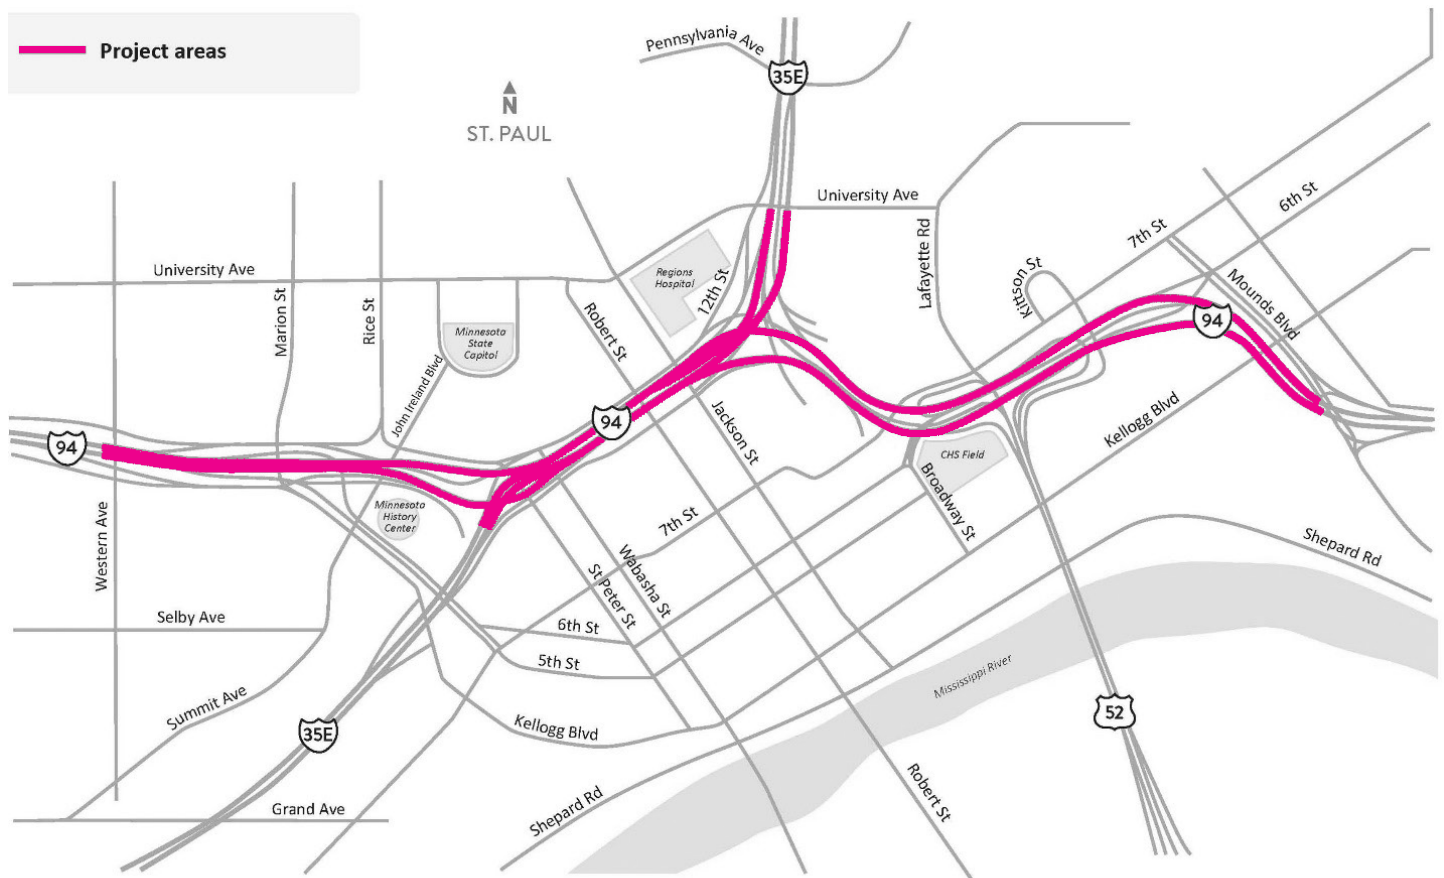 Project areas
Pennsylvania Ave
35E
N
ST. PAUL
University Ave
6th St
7th St
Lafayette Rd
Kittson St
Regions
Hospital
12th St
University Ave
Mounds Blvd
Marion St
Rice St
Robert St
94
Minnesota
State
Capitol
John Ireland Blvd
94
94
Jackson St
Kellogg Blvd
CHS Field
Broadway St
Minnesota
History
Center
7th St
Western Ave
Wabasha St
St Peter St
Shepard Rd
Selby Ave
6th St
5th St
Mississippi River
Summit Ave
35E
Kellogg Blvd
52
Robert St
Grand Ave
Shepard Rd